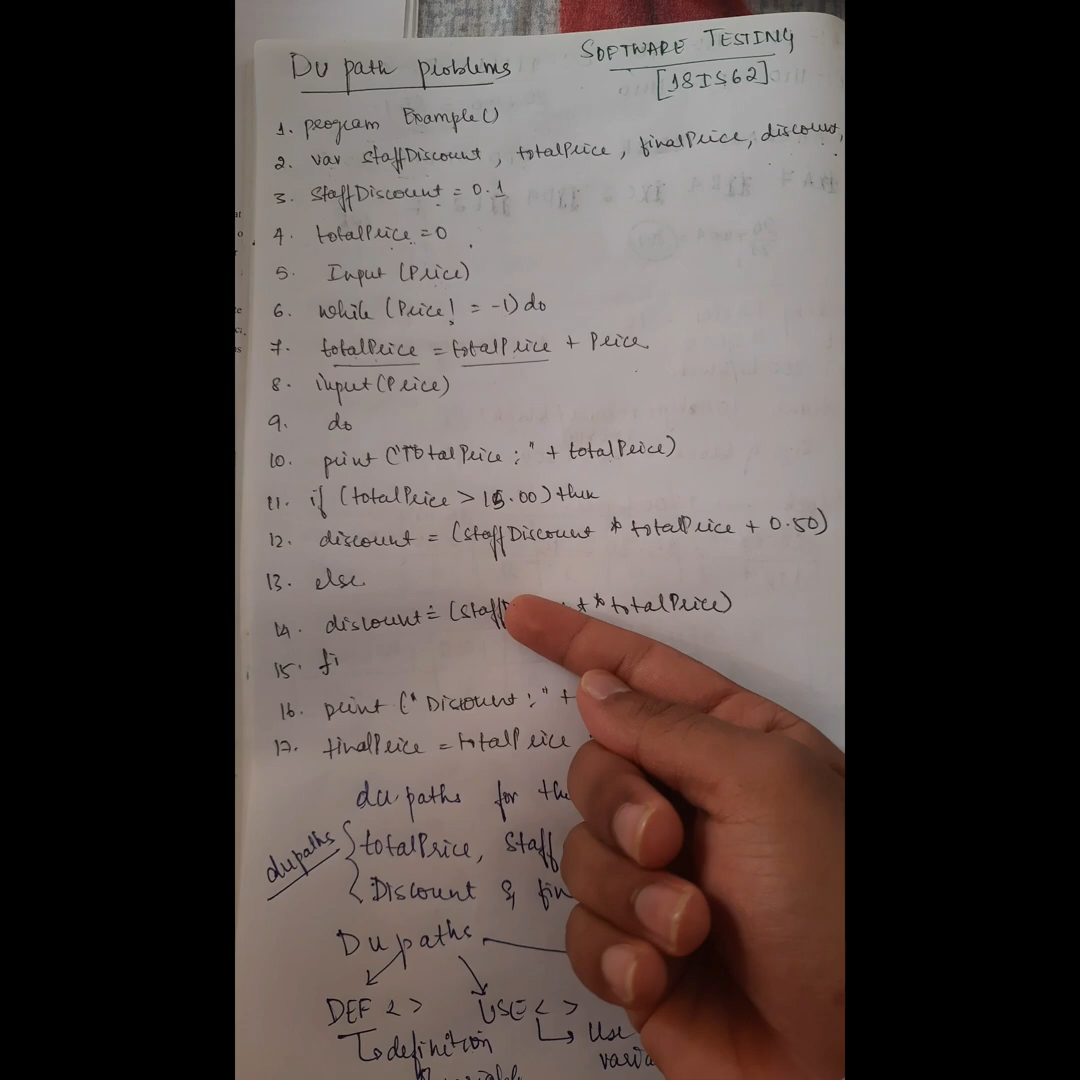 Du path problems
SOFTWARE TESTING
[18IS62]
1. program Example()
2. var staffDiscount, totalPrice, finalPrice, discount,
3. staffDiscount = 0.1
4. totalPrice = 0
5. Input (Price)
6. while (Price! = -1) do
7. totalPrice = totalPrice + Price
8. input (Price)
9. do
10. print ("TotalPrice : " + totalPrice)
11. if (totalPrice > 15.00) then
12. discount = (staffDiscount * totalPrice + 0.50)
13. else
14. discount = (staff * totalPrice)
15. fi
16. print (" Discount : " +
17. finalPrice = totalPrice
du paths for the
du paths { totalPrice, Staff
Discount & fin
Du paths
DEF < > USE < >
definition Use